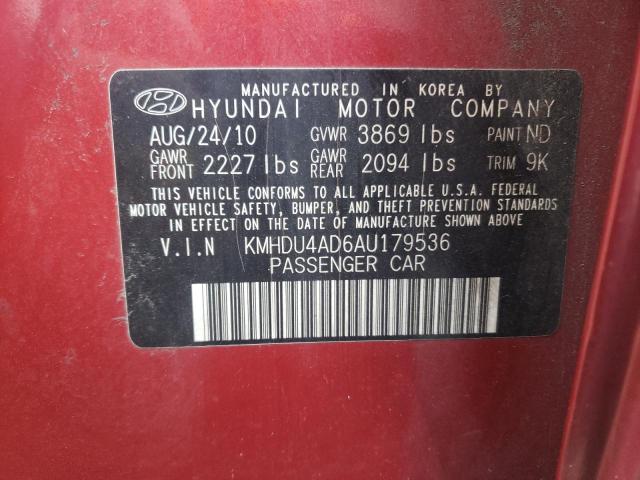 MANUFACTURED IN KOREA BY
HYUNDAI MOTOR COMPANY
AUG/24/10 GVWR 3869 lbs PAINT ND
GAWR FRONT 2227 lbs GAWR REAR 2094 lbs TRIM 9K
THIS VEHICLE CONFORMS TO ALL APPLICABLE U.S.A. FEDERAL
MOTOR VEHICLE SAFETY, BUMPER, AND THEFT PREVENTION STANDARDS
IN EFFECT ON THE DATE OF MANUFACTURE SHOWN ABOVE
V.I.N KMHDU4AD6AU179536
PASSENGER CAR